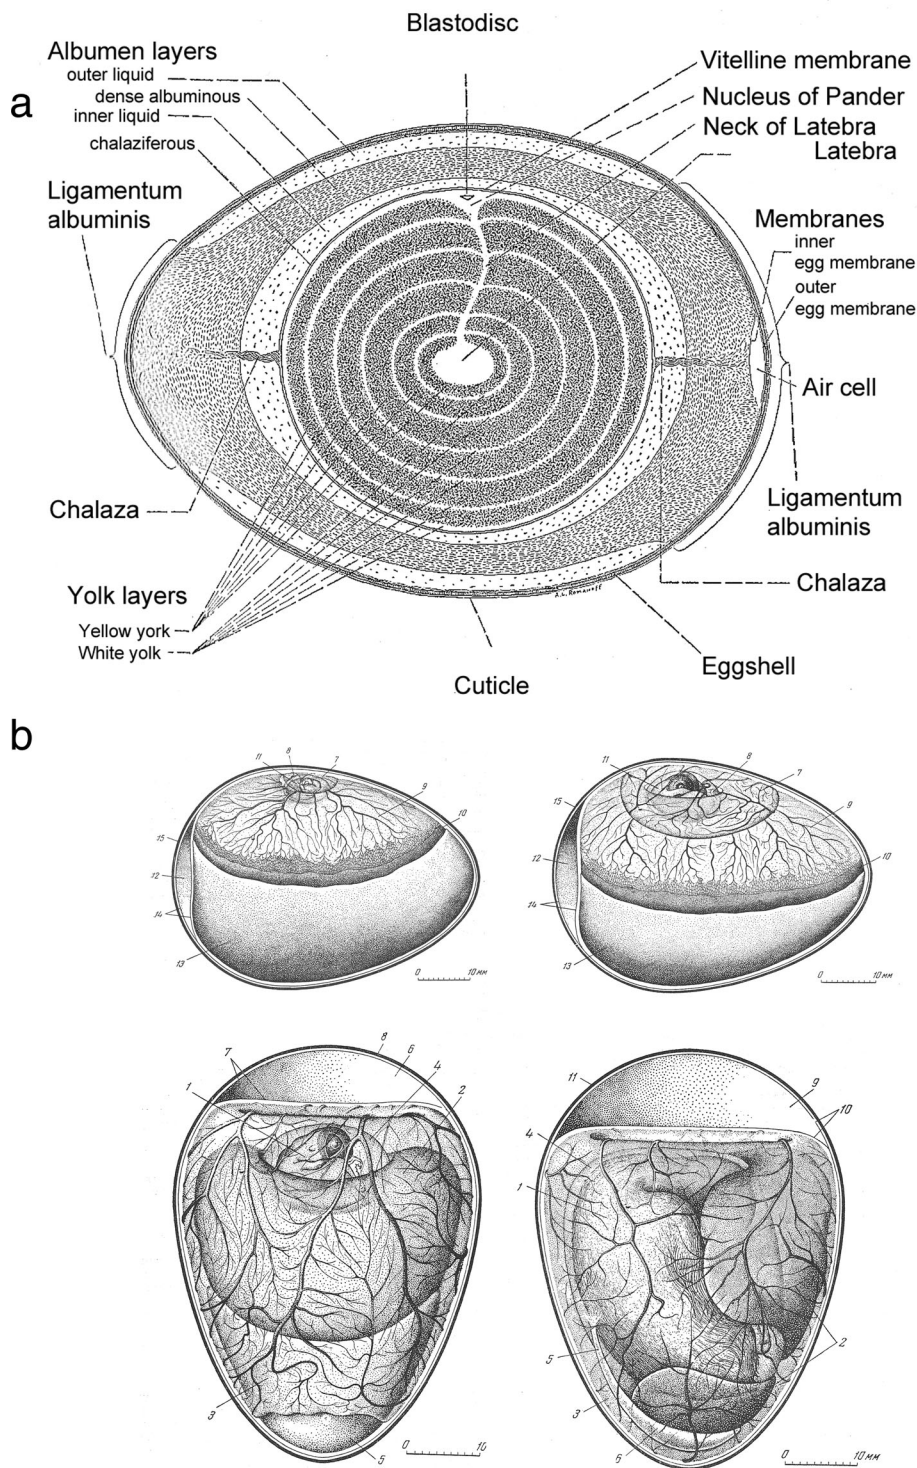 a
Blastodisc
Albumen layers
outer liquid
dense albuminous
inner liquid
chalaziferous
Ligamentum
albuminis
Vitelline membrane
Nucleus of Pander
Neck of Latebra
Latebra
Membranes
inner
egg membrane
outer
egg membrane
Air cell
Ligamentum
albuminis
Chalaza
Chalaza
Yolk layers
Yellow york
White yolk
A.L. Romanoff
Eggshell
Cuticle
b
11 8 7
9
10
15
12
14
13
0 10 мм
8
11 7
15 9
12 10
14
13
0 10 мм
8
7 6
4
1 2
3
5
0 10
11 9
10
4
1
2
5
3
6
0 10 мм